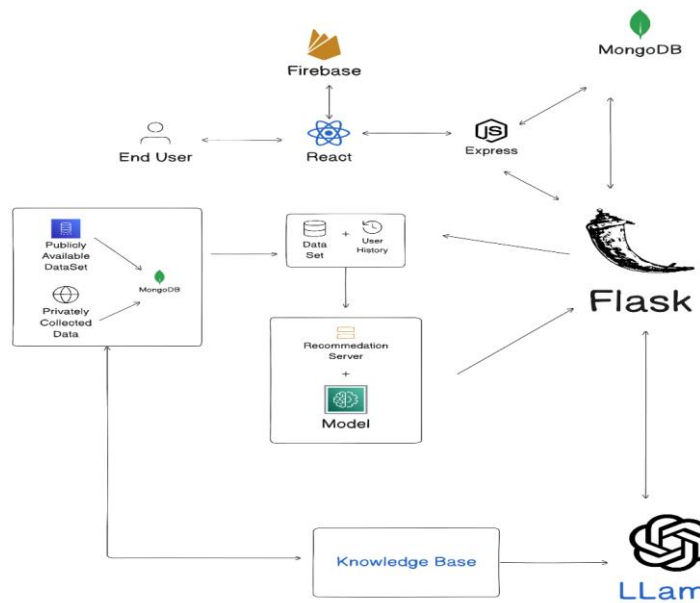 Firebase
MongoDB
End User
React
JS
Express
Publicly
Available
DataSet
MongoDB
Privately
Collected
Data
Data
Set
+
User
History
Flask
Recommedation
Server
+
Model
Knowledge Base
LLam